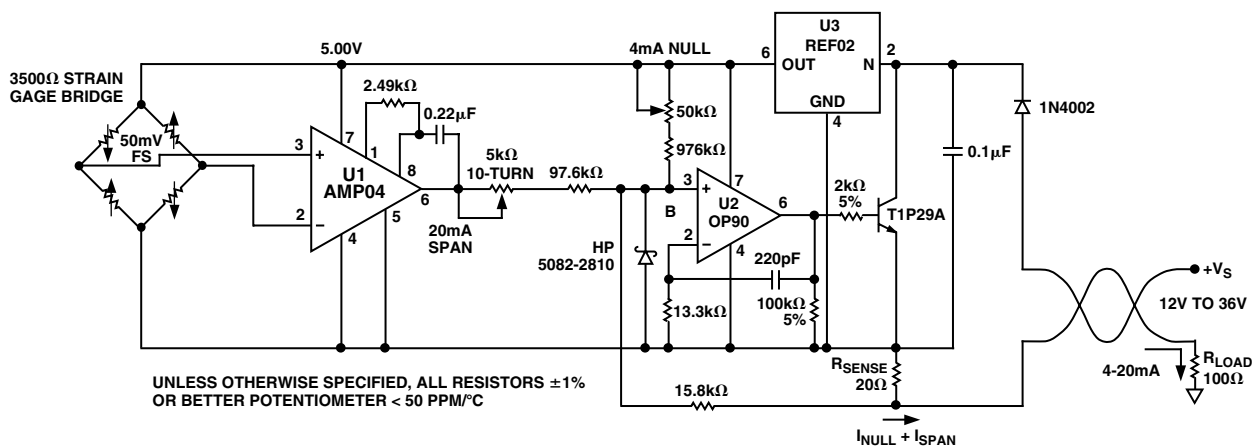 3500Ω STRAIN
GAGE BRIDGE
50mV
FS
5.00V
2.49kΩ
0.22µF
3
2
+
−
U1
AMP04
7
1
8
6
5
4
5kΩ
10-TURN
20mA
SPAN
97.6kΩ
4mA NULL
50kΩ
976kΩ
B
HP
5082-2810
3
2
+
−
U2
OP90
7
6
4
13.3kΩ
220pF
100kΩ
5%
2kΩ
5%
T1P29A
6
OUT
U3
REF02
N
2
GND
4
0.1µF
1N4002
+VS
12V TO 36V
4-20mA
RLOAD
100Ω
RSENSE
20Ω
15.8kΩ
INULL + ISPAN
UNLESS OTHERWISE SPECIFIED, ALL RESISTORS ±1%
OR BETTER POTENTIOMETER < 50 PPM/°C